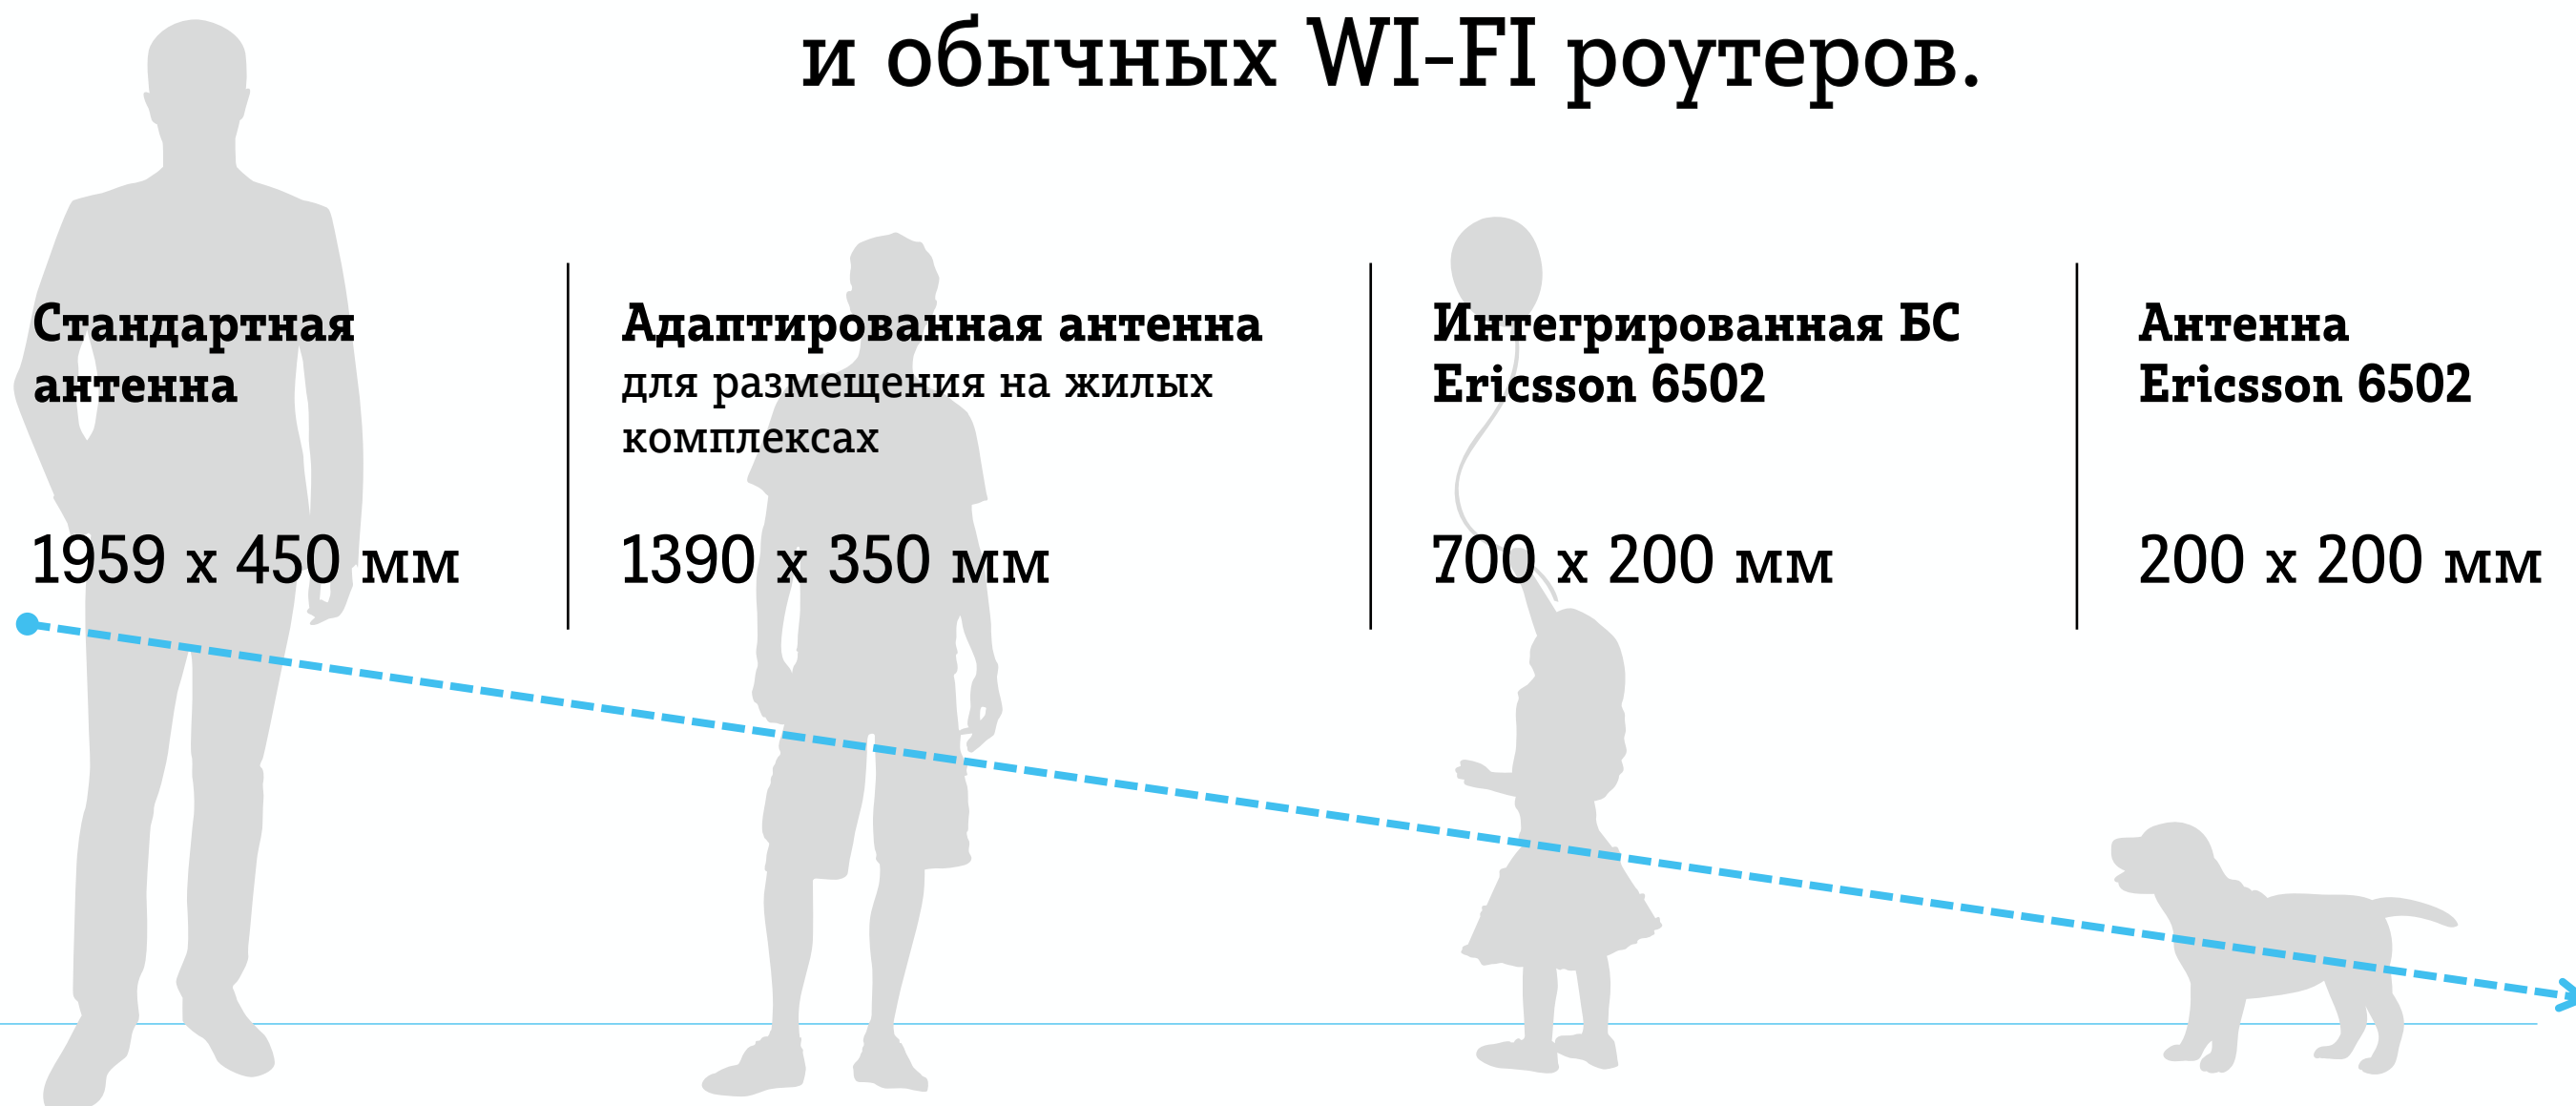 и обычных WI-FI роутеров.
Стандартная
антенна
1959 x 450 мм
Адаптированная антенна
для размещения на жилых
комплексах
1390 x 350 мм
Интегрированная БС
Ericsson 6502
700 x 200 мм
Антенна
Ericsson 6502
200 x 200 мм